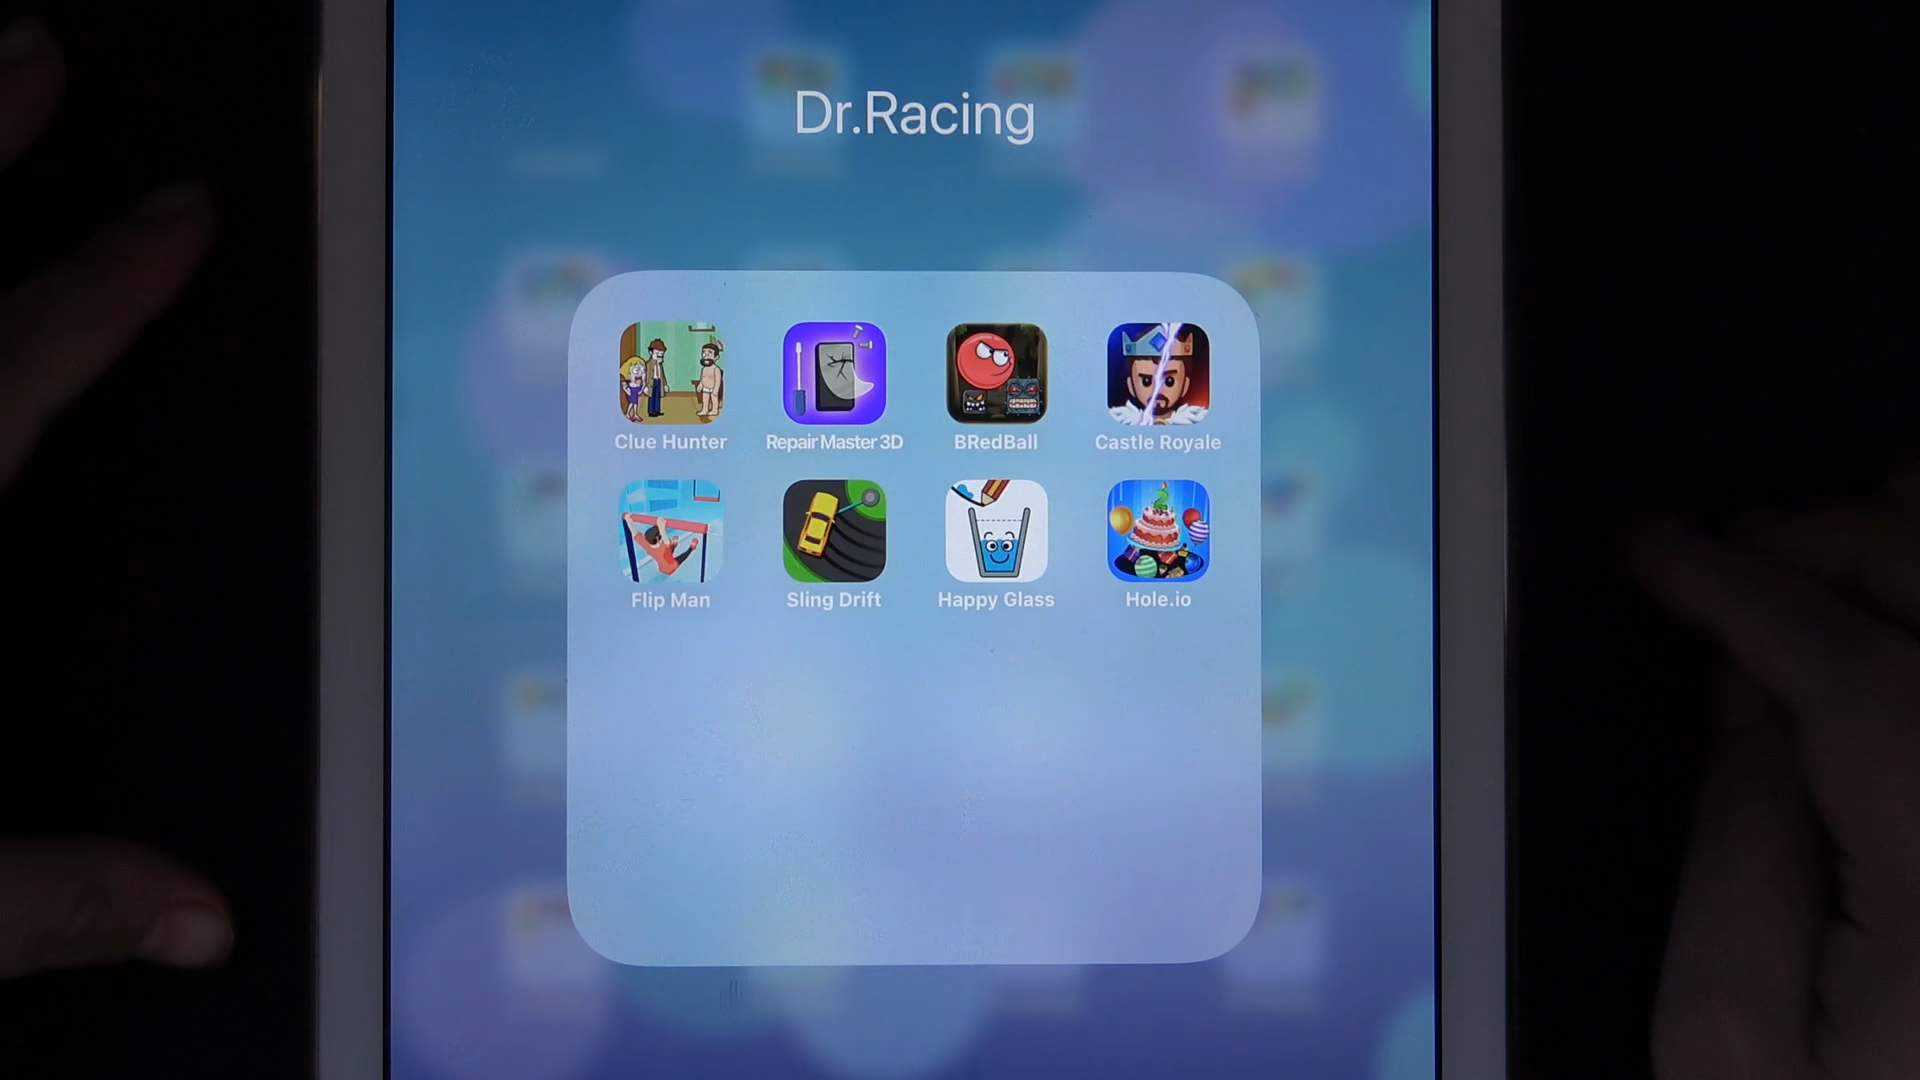 Dr.Racing
Clue Hunter
Repair Master 3D
BRedBall
Castle Royale
Flip Man
Sling Drift
Happy Glass
Hole.io